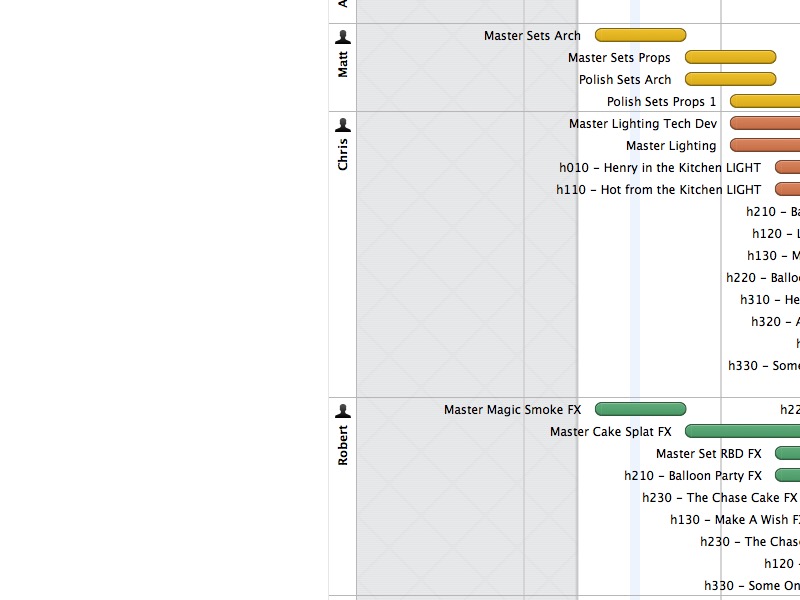 A
Matt
Master Sets Arch
Master Sets Props
Polish Sets Arch
Polish Sets Props 1
Chris
Master Lighting Tech Dev
Master Lighting
h010 – Henry in the Kitchen LIGHT
h110 – Hot from the Kitchen LIGHT
h210 – Ba
h120 – L
h130 – M
h220 – Balloo
h310 – He
h320 – A
h
h330 – Some
Robert
Master Magic Smoke FX
h22
Master Cake Splat FX
Master Set RBD FX
h210 – Balloon Party FX
h230 – The Chase Cake FX
h130 – Make A Wish FX
h230 – The Chase
h120 –
h330 – Some On